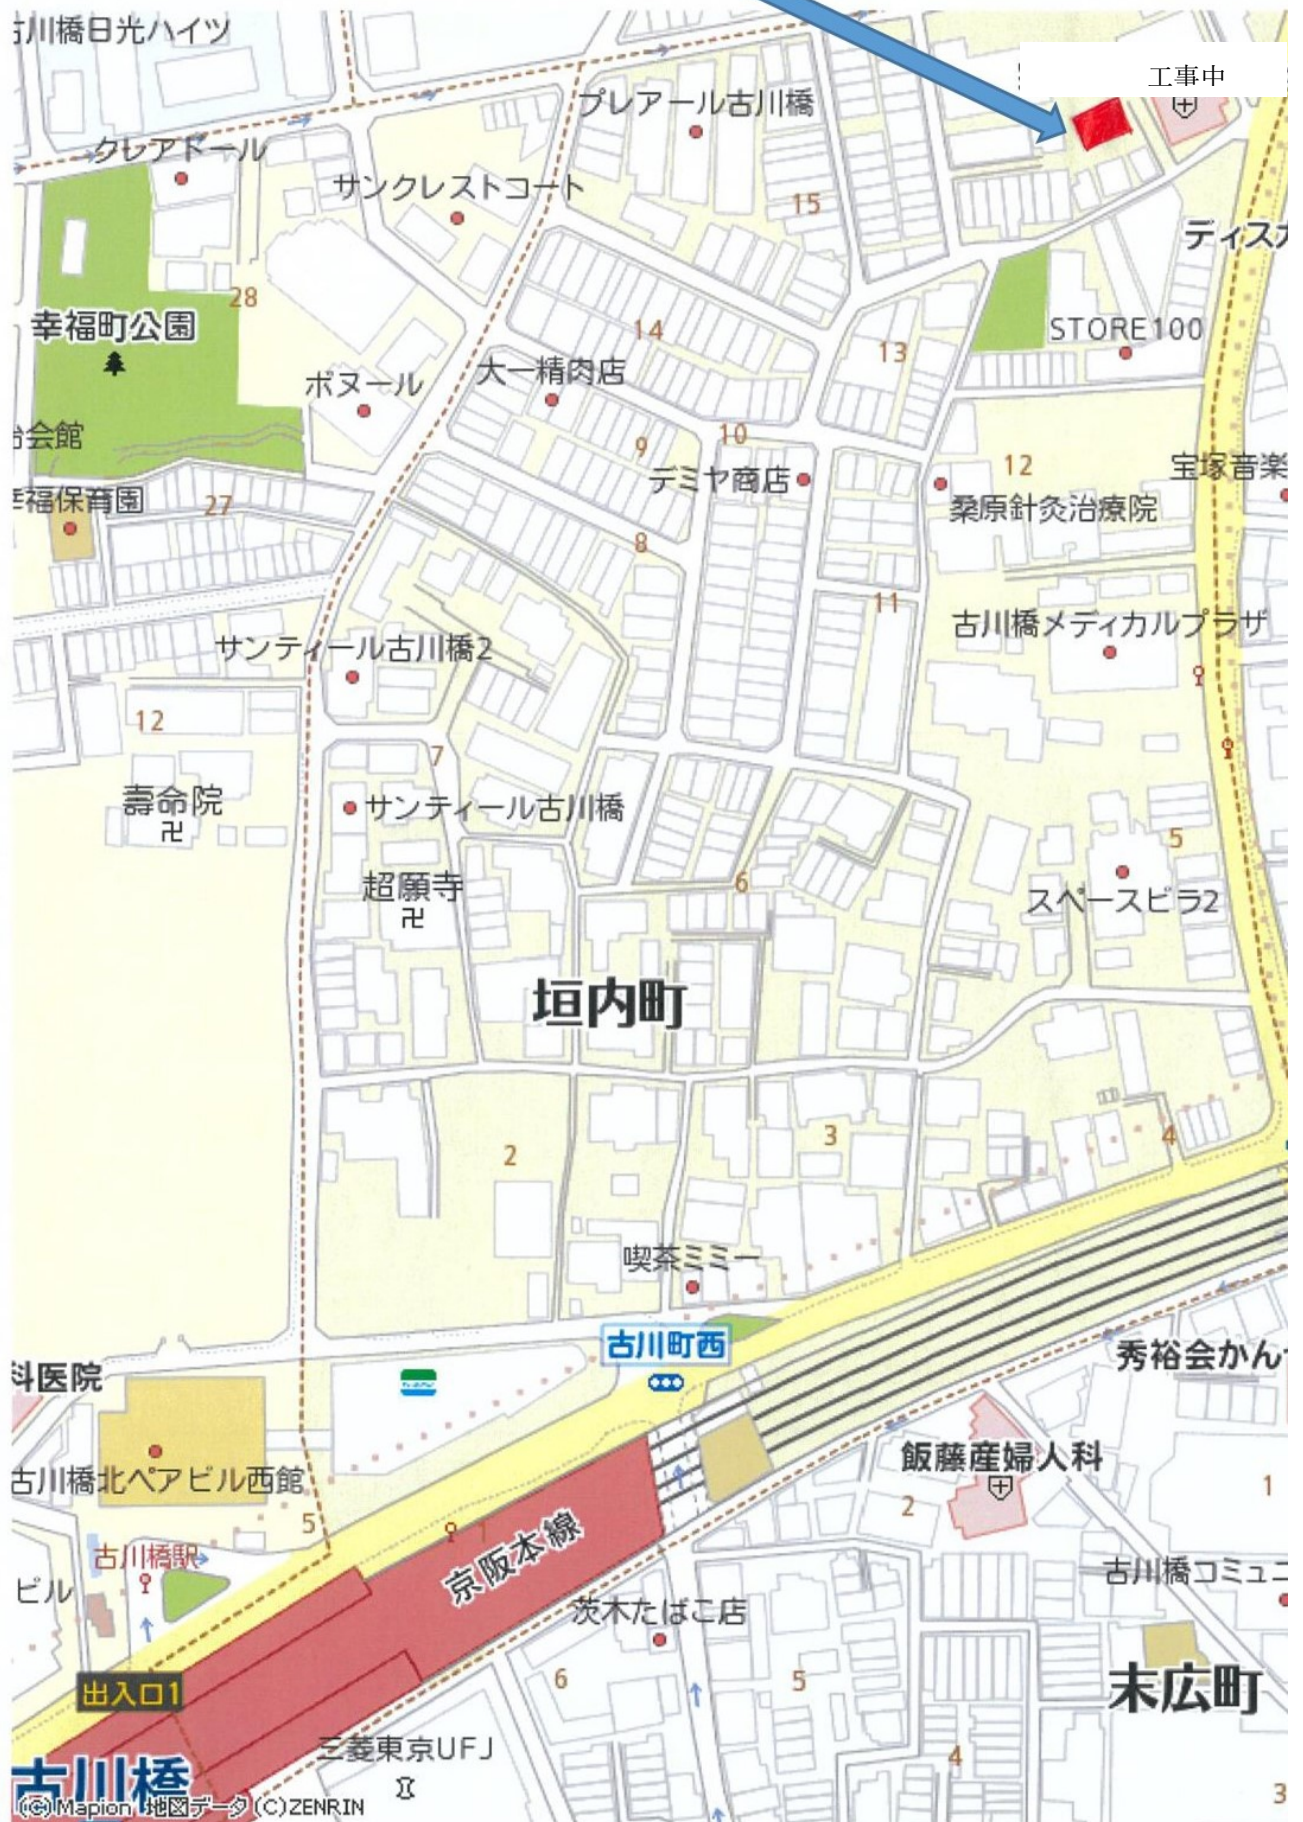 古川橋日光ハイツ
工事中
プレアール古川橋
クレアドール
サンクレストコート
15
ディスカ
28
幸福町公園
14
STORE100
13
大一精肉店
ボヌール
治会館
10
9
12
宝塚音楽
デミヤ商店
幸福保育園
27
桑原針灸治療院
8
11
古川橋メディカルプラザ
サンティール古川橋2
12
7
壽命院
サンティール古川橋
5
6
超願寺
スペースビラ2
垣内町
2
3
4
喫茶ミミー
古川町西
秀裕会かん
科医院
飯藤産婦人科
古川橋北ペアビル西館
1
2
5
1
京阪本線
古川橋駅
古川橋コミュニ
ビル
茨木たばこ店
6
5
末広町
出入口1
三菱東京UFJ
4
古川橋
3
(C)Mapion 地図データ(C)ZENRIN